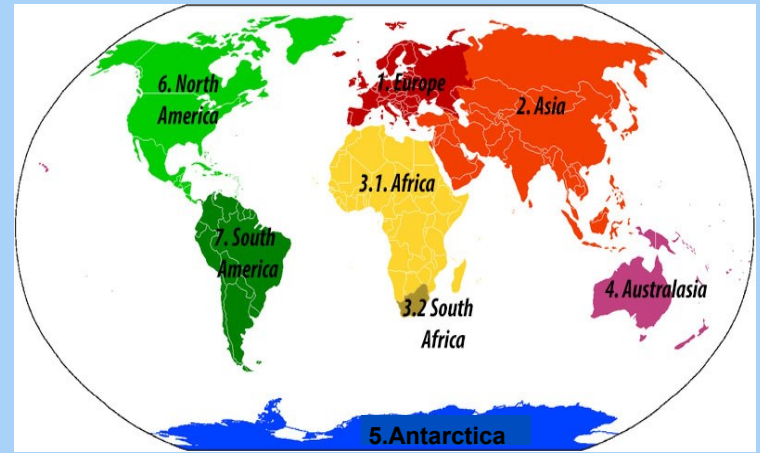 6. North
America
1. Europe
2. Asia
3.1. Africa
7. South
America
4. Australasia
3.2 South
Africa
5.Antarctica